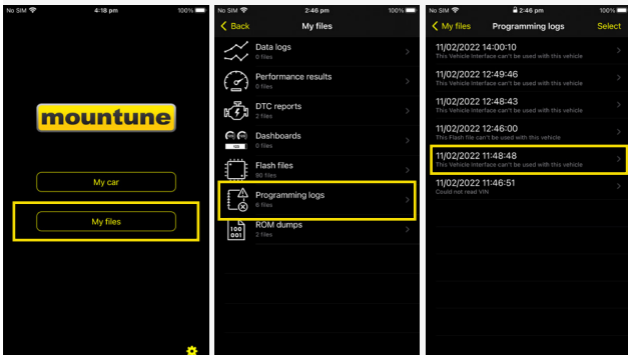 No SIM 4:18 pm 100%
mountune
My car
My files
No SIM 2:46 pm 100%
Back My files
Data logs
0 files
Performance results
0 files
DTC reports
2 files
Dashboards
0 files
Flash files
90 files
Programming logs
6 files
100
001
ROM dumps
2 files
No SIM 2:46 pm 100%
My files Programming logs Select
11/02/2022 14:00:10
This Vehicle Interface can't be used with this vehicle
11/02/2022 12:49:46
This Vehicle Interface can't be used with this vehicle
11/02/2022 12:48:43
This Vehicle Interface can't be used with this vehicle
11/02/2022 12:46:00
This Flash file can't be used with this vehicle
11/02/2022 11:48:48
This Vehicle Interface can't be used with this vehicle
11/02/2022 11:46:51
Could not read VIN